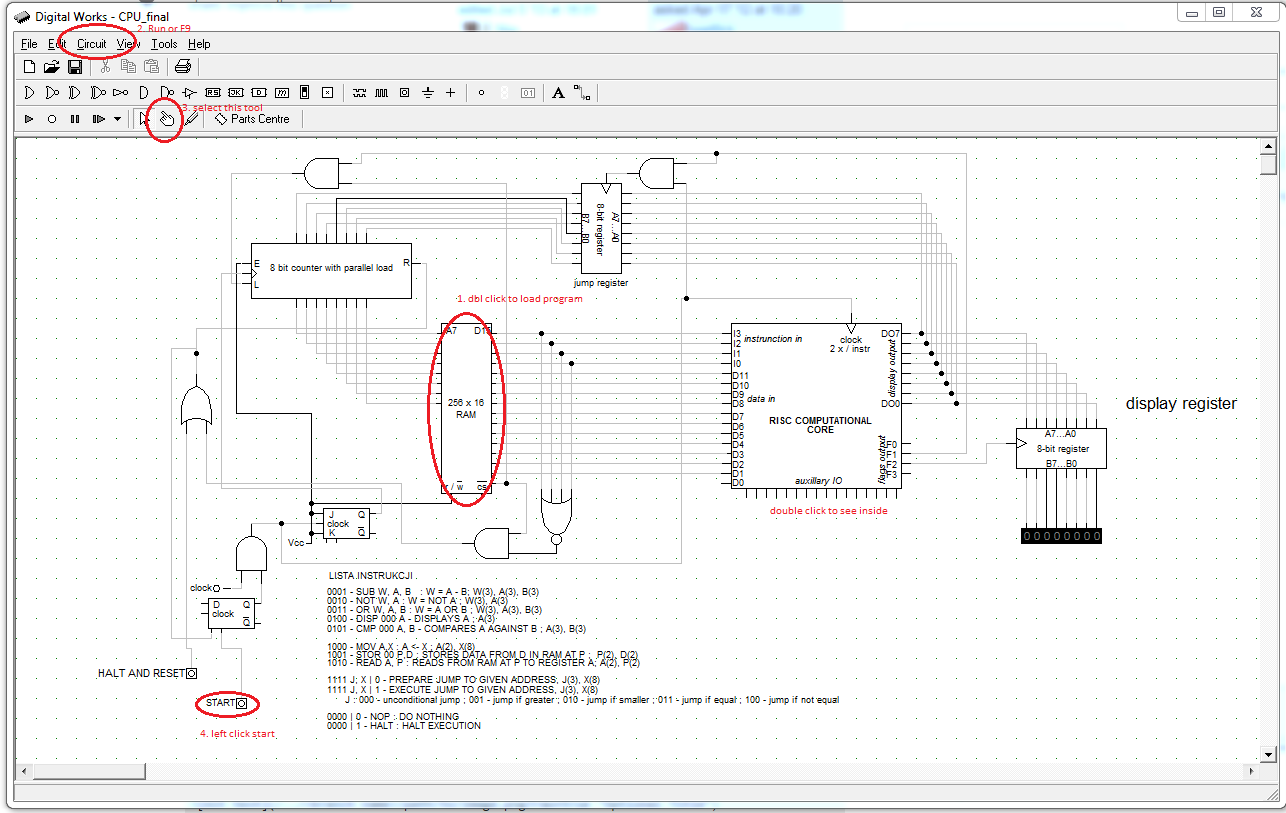 Digital Works - CPU_final
2. Run or F9
File Edit Circuit View Tools Help
RS JK D m
01 A
3. select this tool
Parts Centre
8-bit register
B7...B0
A7...A0
jump register
E
L
R
8 bit counter with parallel load
1. dbl click to load program
A7
256 x 16
RAM
r / w cs
I3 instrunction in
I2
I1
I0
D11
D10
D9
D8 data in
D7
D6
D5
D4
D3
D2
D1
D0
clock
2 x / instr
RISC COMPUTATIONAL
CORE
auxillary IO
DO7
display output
DO0
flags output
F0
F1
F2
F3
double click to see inside
display register
A7...A0
8-bit register
B7...B0
00000000
J Q
clock
K Q
Vcc
clock
D Q
clock
Q
HALT AND RESET
START
4. left click start
LISTA INSTRUKCJI
0001 - SUB W, A, B : W = A - B; W(3), A(3), B(3)
0010 - NOT W, A : W = NOT A ; W(3), A(3)
0011 - OR W, A, B : W = A OR B ; W(3), A(3), B(3)
0100 - DISP 000 A - DISPLAYS A ; A(3)
0101 - CMP 000 A, B - COMPARES A AGAINST B ; A(3), B(3)
1000 - MOV A,X : A <- X ; A(2), X(8)
1001 - STOR 00 P,D : STORES DATA FROM D IN RAM AT P ; P(2), D(2)
1010 - READ A, P : READS FROM RAM AT P TO REGISTER A; A(2), P(2)
1111 J; X | 0 - PREPARE JUMP TO GIVEN ADDRESS, J(3), X(8)
1111 J, X | 1 - EXECUTE JUMP TO GIVEN ADDRESS, J(3), X(8)
J : 000 - unconditional jump ; 001 - jump if greater ; 010 - jump if smaller ; 011 - jump if equal ; 100 - jump if not equal
0000 | 0 - NOP : DO NOTHING
0000 | 1 - HALT : HALT EXECUTION